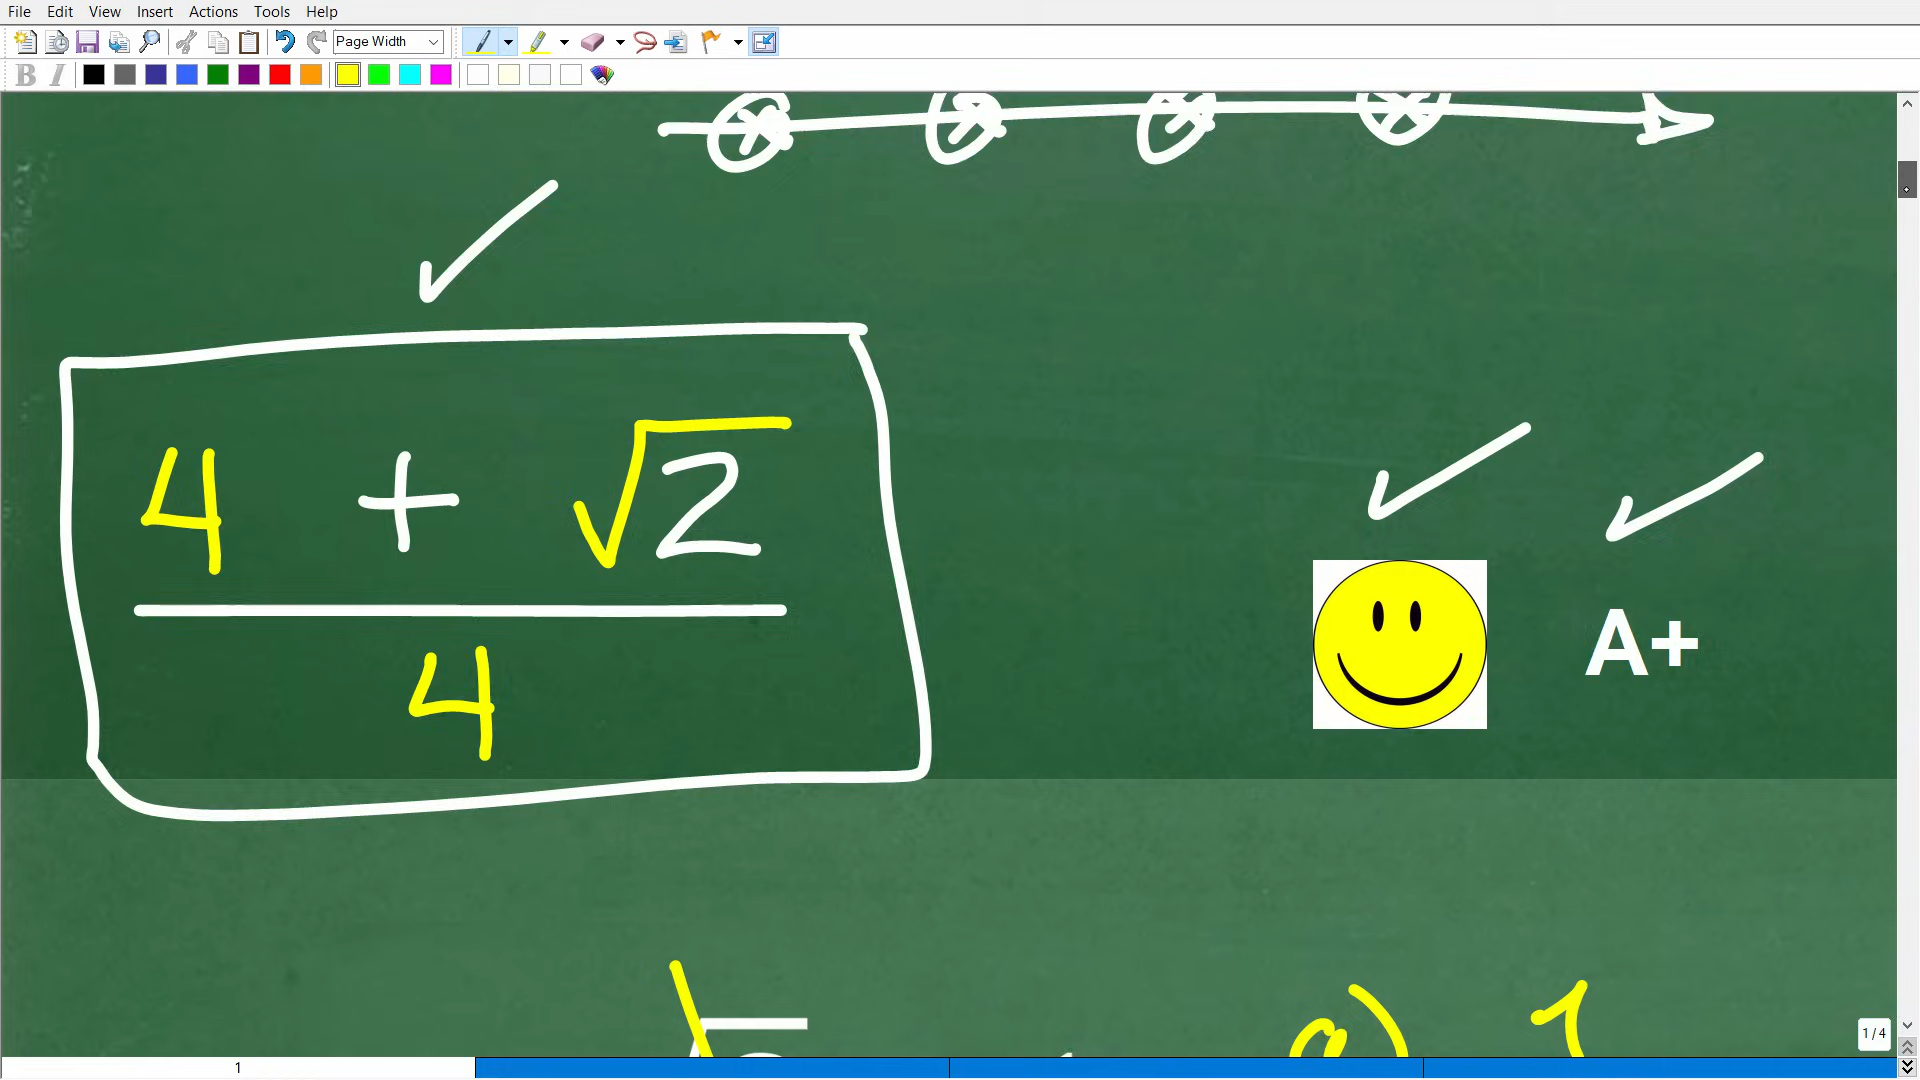 File Edit View Insert Actions Tools Help
Page Width
B I
4 + √2
4
A+
1 / 4
1